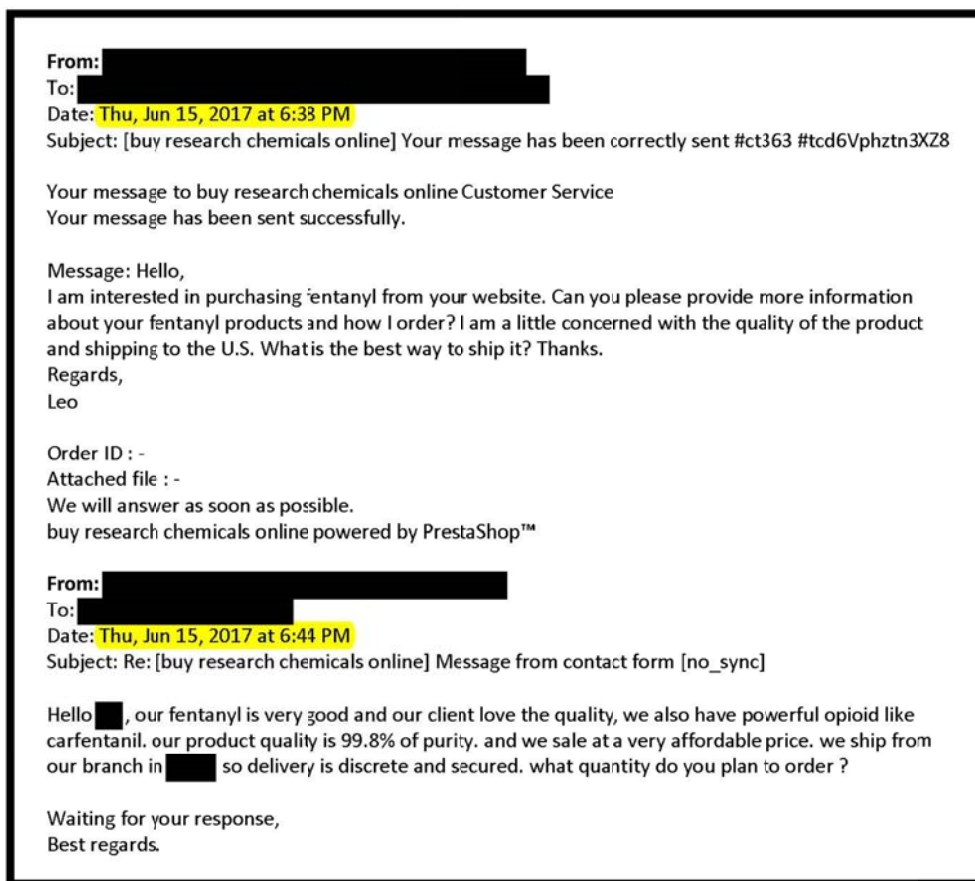 From:
To:
Date: Thu, Jun 15, 2017 at 6:38 PM
Subject: [buy research chemicals online] Your message has been correctly sent #ct363 #tcd6Vphztn3XZ8
Your message to buy research chemicals online Customer Service
Your message has been sent successfully.
Message: Hello,
I am interested in purchasing fentanyl from your website. Can you please provide more information
about your fentanyl products and how I order? I am a little concerned with the quality of the product
and shipping to the U.S. What is the best way to ship it? Thanks.
Regards,
Leo
Order ID : -
Attached file : -
We will answer as soon as possible.
buy research chemicals online powered by PrestaShop™
From:
To:
Date: Thu, Jun 15, 2017 at 6:44 PM
Subject: Re: [buy research chemicals online] Message from contact form [no_sync]
Hello , our fentanyl is very good and our client love the quality, we also have powerful opioid like
carfentanil. our product quality is 99.8% of purity. and we sale at a very affordable price. we ship from
our branch in so delivery is discrete and secured. what quantity do you plan to order ?
Waiting for your response,
Best regards.